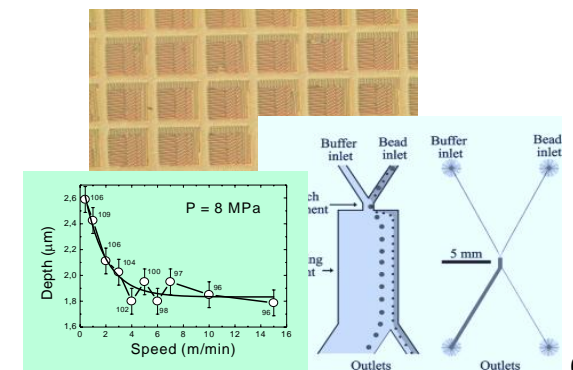 Buffer Bead
inlet inlet
Buffer Bead
inlet inlet
5 mm
Outlets Outlets
P = 8 MPa
Depth (µm)
2,6
2,4
2,2
2,0
1,8
1,6
106
109
106
104
102
100
98
97
96
96
0 2 4 6 8 10 12 14 16
Speed (m/min)